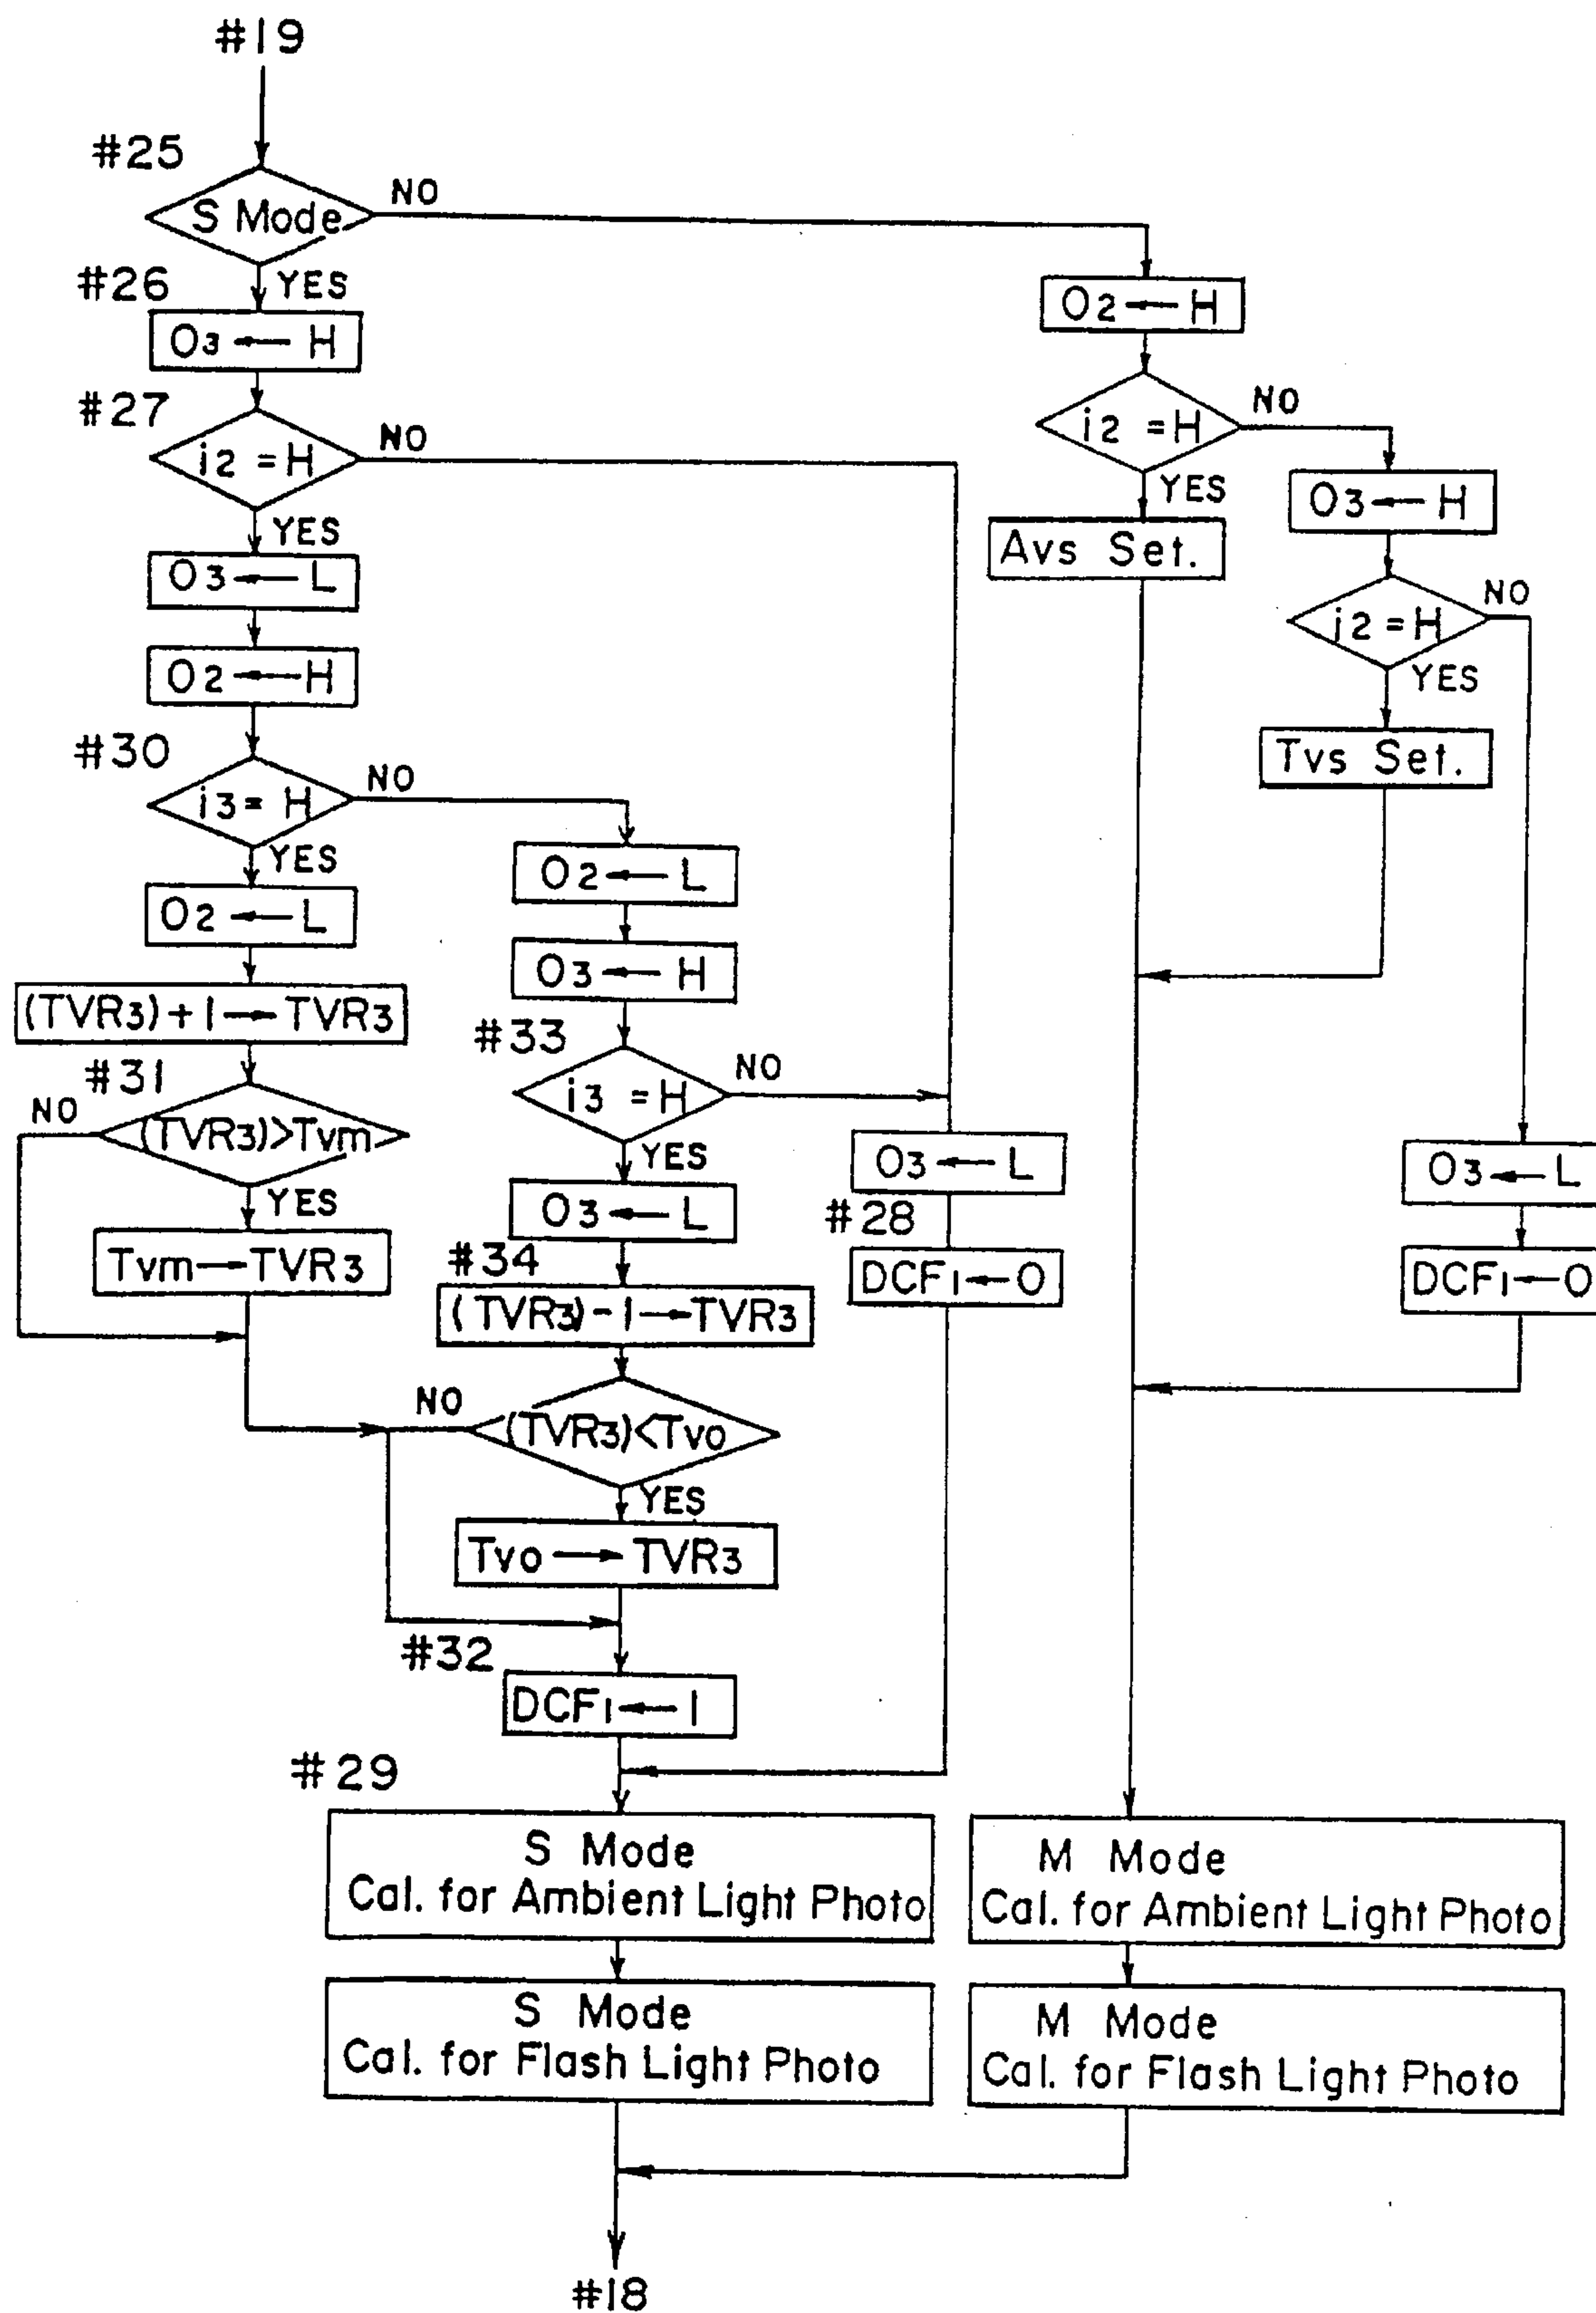 #19
#25
S Mode
NO
YES
#26
O3 ← H
#27
i2 = H
NO
YES
O3 ← L
O2 ← H
#30
i3 = H
NO
YES
O2 ← L
(TVR3)+1 → TVR3
#31
NO
(TVR3)>Tvm
YES
Tvm → TVR3
O2 ← L
O3 ← H
#33
i3 = H
NO
YES
O3 ← L
#34
(TVR3)-1 → TVR3
NO
(TVR3)<Tvo
YES
Tvo → TVR3
#32
DCF1 ← 1
O3 ← L
#28
DCF1 ← 0
#29
S Mode
Cal. for Ambient Light Photo
S Mode
Cal. for Flash Light Photo
O2 ← H
i2 = H
NO
YES
Avs Set.
O3 ← H
i2 = H
NO
YES
Tvs Set.
O3 ← L
DCF1 ← 0
M Mode
Cal. for Ambient Light Photo
M Mode
Cal. for Flash Light Photo
#18